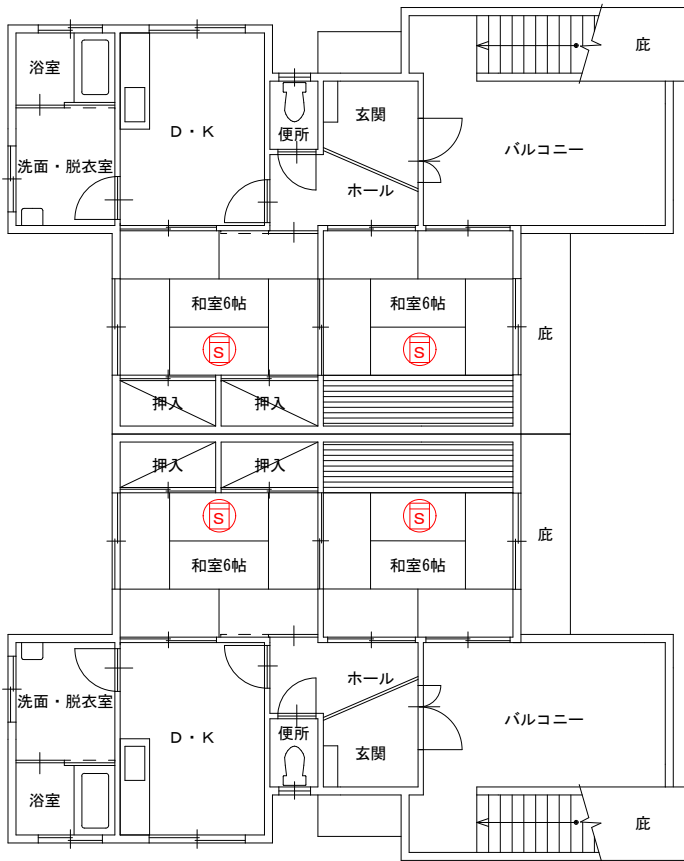 庇
浴室
玄関
D・K
便所
バルコニー
洗面・脱衣室
ホール
和室6帖
和室6帖
庇
S
S
押入
押入
押入
押入
S
S
庇
和室6帖
和室6帖
ホール
洗面・脱衣室
バルコニー
便所
D・K
玄関
浴室
庇